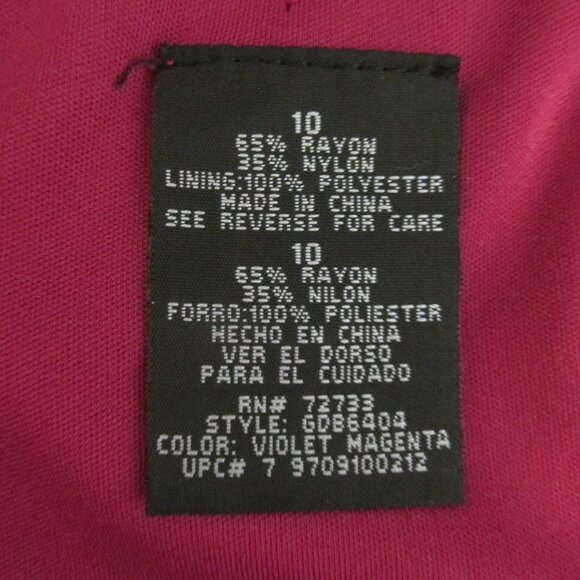 10
65% RAYON
35% NYLON
LINING:100% POLYESTER
MADE IN CHINA
SEE REVERSE FOR CARE
10
65% RAYON
35% NILON
FORRO:100% POLIESTER
HECHO EN CHINA
VER EL DORSO
PARA EL CUIDADO
RN# 72733
STYLE: GD86404
COLOR: VIOLET MAGENTA
UPC# 7 9709100212